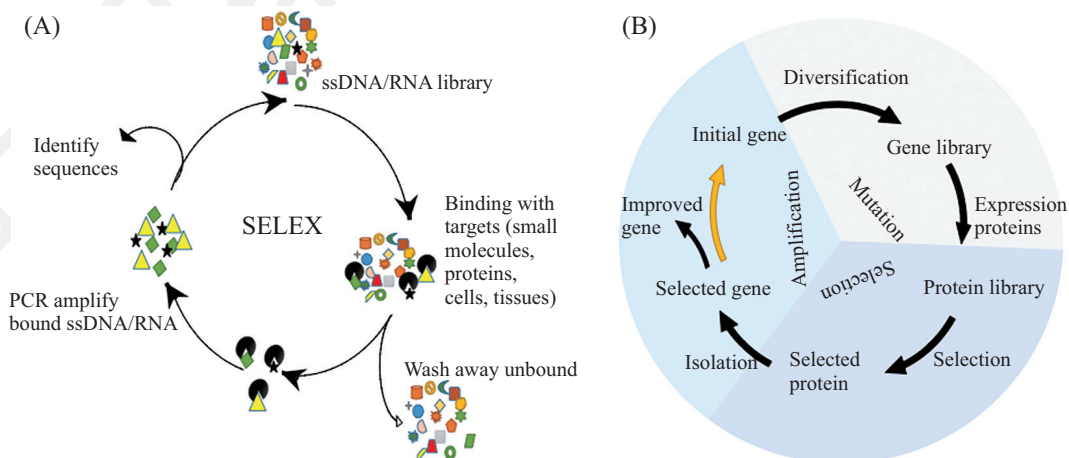 (A)
ssDNA/RNA library
Identify
sequences
SELEX
Binding with
targets (small
molecules,
proteins,
cells, tissues)
PCR amplify
bound ssDNA/RNA
Wash away unbound
(B)
Diversification
Initial gene
Gene library
Mutation
Expression
proteins
Amplification
Improved
gene
Selection
Selected gene
Protein library
Isolation
Selected
protein
Selection